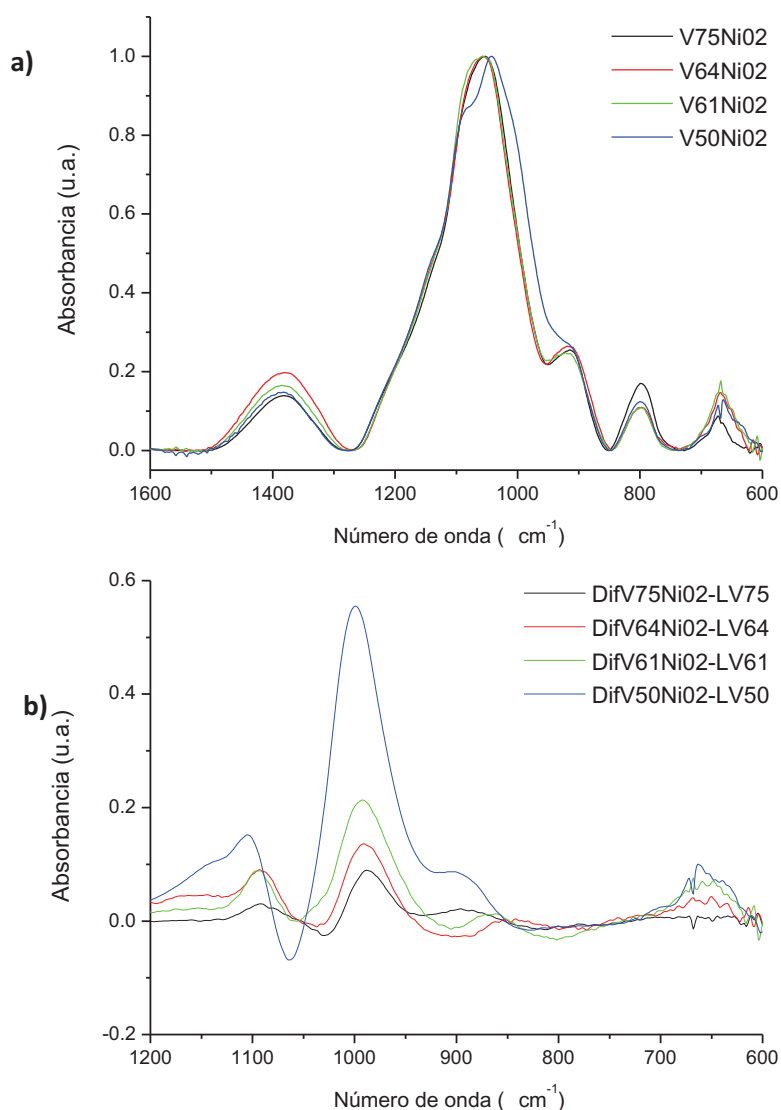 a)
V75Ni02
V64Ni02
V61Ni02
V50Ni02
Absorbancia (u.a.)
1.0
0.8
0.6
0.4
0.2
0.0
1600 1400 1200 1000 800 600
Número de onda ( cm⁻¹)
b)
DifV75Ni02-LV75
DifV64Ni02-LV64
DifV61Ni02-LV61
DifV50Ni02-LV50
Absorbancia (u.a.)
0.6
0.4
0.2
0.0
-0.2
1200 1100 1000 900 800 700 600
Número de onda ( cm⁻¹)